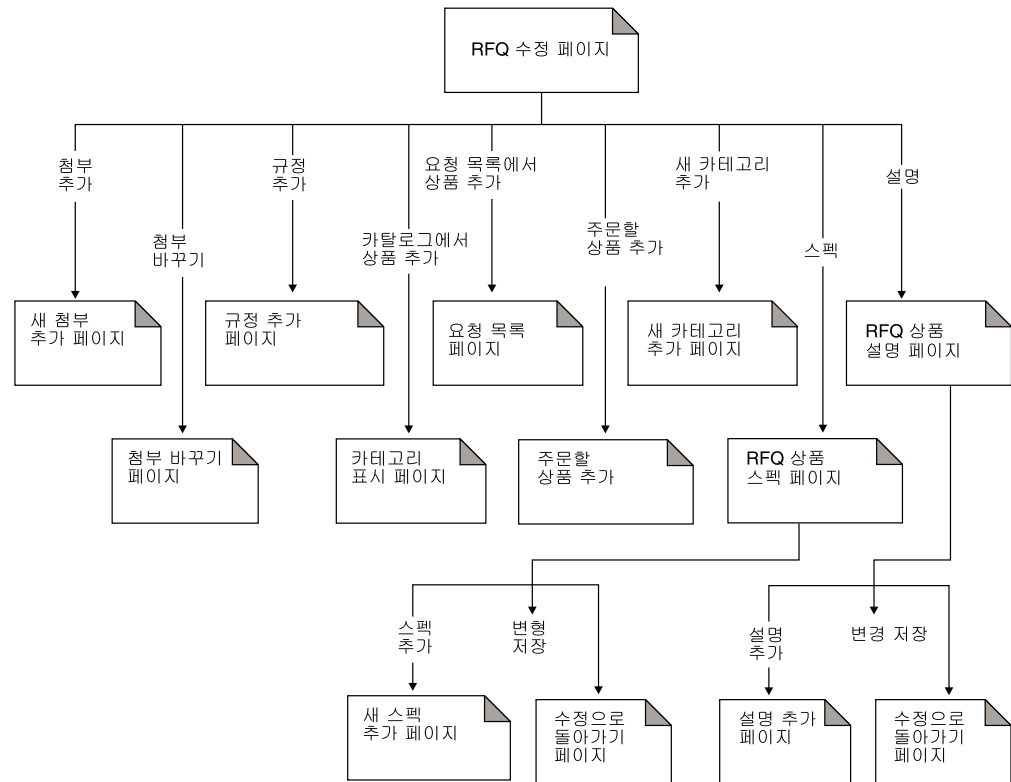 RFQ 수정 페이지
첨부
추가
첨부
바꾸기
규정
추가
카탈로그에서
상품 추가
요청 목록에서
상품 추가
주문할
상품 추가
새 카테고리
추가
스펙
설명
새 첨부
추가 페이지
규정 추가
페이지
요청 목록
페이지
새 카테고리
추가 페이지
RFQ 상품
설명 페이지
첨부 바꾸기
페이지
카테고리
표시 페이지
주문할
상품 추가
RFQ 상품
스펙 페이지
스펙
추가
변형
저장
설명
추가
변경 저장
새 스펙
추가 페이지
수정으로
돌아가기
페이지
설명 추가
페이지
수정으로
돌아가기
페이지